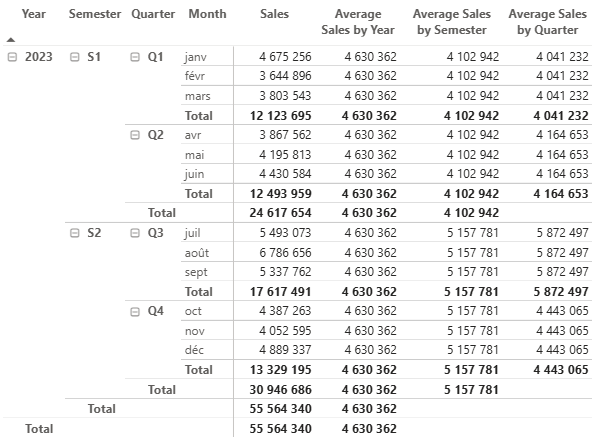 Year Semester Quarter Month Sales Average Sales by Year Average Sales by Semester Average Sales by Quarter
2023 S1 Q1 janv 4 675 256 4 630 362 4 102 942 4 041 232
févr 3 644 896 4 630 362 4 102 942 4 041 232
mars 3 803 543 4 630 362 4 102 942 4 041 232
Total 12 123 695 4 630 362 4 102 942 4 041 232
Q2 avr 3 867 562 4 630 362 4 102 942 4 164 653
mai 4 195 813 4 630 362 4 102 942 4 164 653
juin 4 430 584 4 630 362 4 102 942 4 164 653
Total 12 493 959 4 630 362 4 102 942 4 164 653
Total 24 617 654 4 630 362 4 102 942
S2 Q3 juil 5 493 073 4 630 362 5 157 781 5 872 497
août 6 786 656 4 630 362 5 157 781 5 872 497
sept 5 337 762 4 630 362 5 157 781 5 872 497
Total 17 617 491 4 630 362 5 157 781 5 872 497
Q4 oct 4 387 263 4 630 362 5 157 781 4 443 065
nov 4 052 595 4 630 362 5 157 781 4 443 065
déc 4 889 337 4 630 362 5 157 781 4 443 065
Total 13 329 195 4 630 362 5 157 781 4 443 065
Total 30 946 686 4 630 362 5 157 781
Total 55 564 340 4 630 362
Total 55 564 340 4 630 362